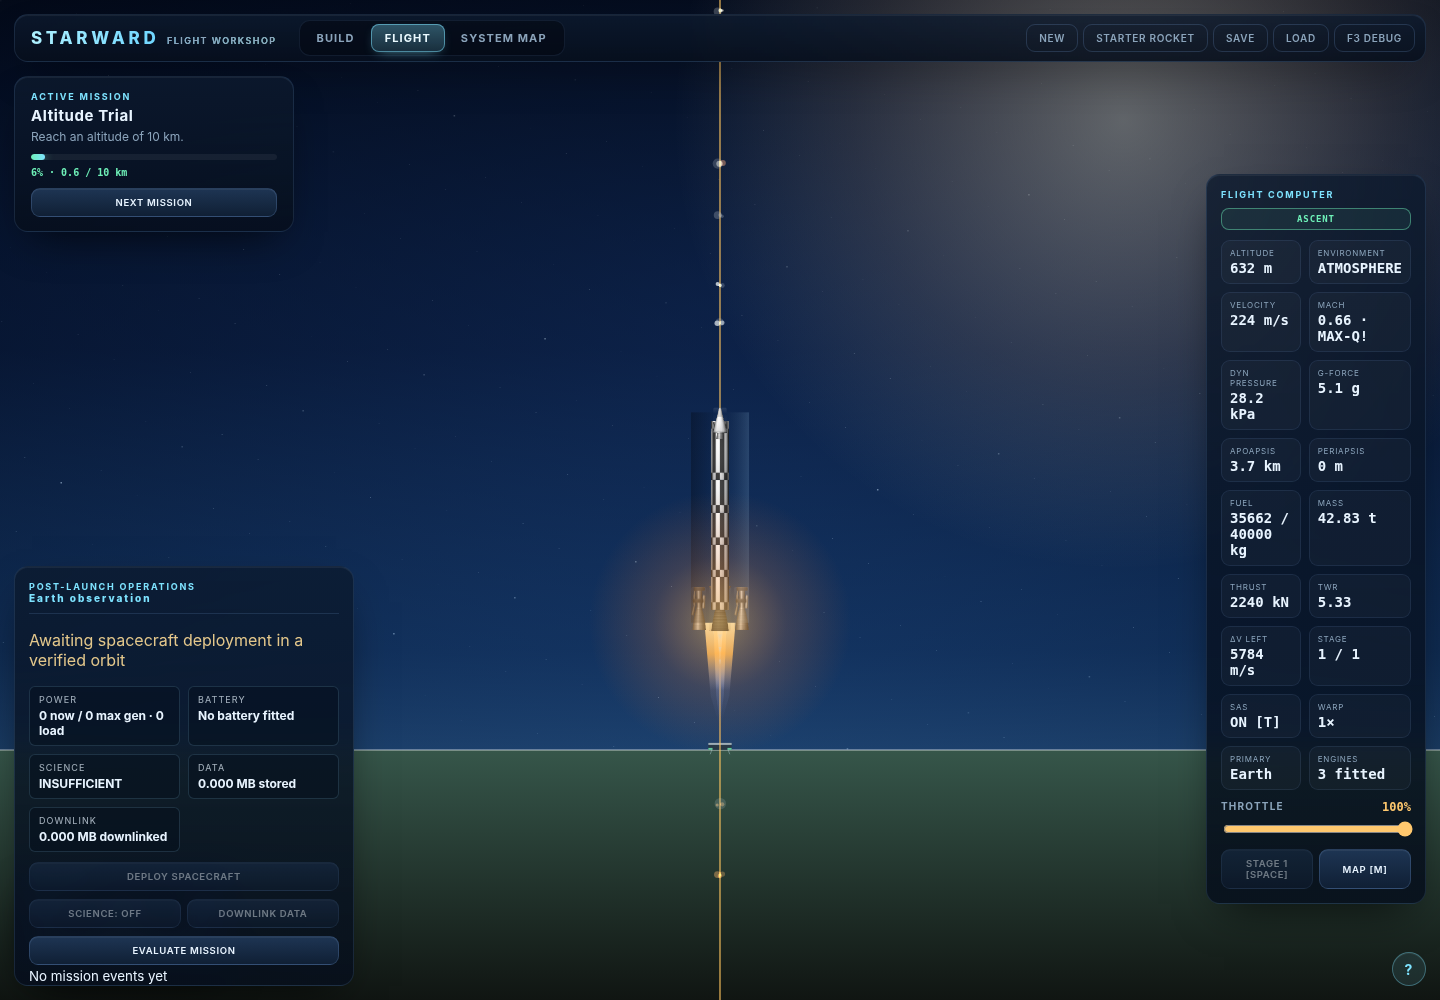 STARWARD FLIGHT WORKSHOP
BUILD FLIGHT SYSTEM MAP
NEW STARTER ROCKET SAVE LOAD F3 DEBUG
ACTIVE MISSION
Altitude Trial
Reach an altitude of 10 km.
6% · 0.6 / 10 km
NEXT MISSION
POST-LAUNCH OPERATIONS
Earth observation
Awaiting spacecraft deployment in a
verified orbit
POWER
0 now / 0 max gen · 0
load
BATTERY
No battery fitted
SCIENCE
INSUFFICIENT
DATA
0.000 MB stored
DOWNLINK
0.000 MB downlinked
DEPLOY SPACECRAFT
SCIENCE: OFF
DOWNLINK DATA
EVALUATE MISSION
No mission events yet
FLIGHT COMPUTER
ASCENT
ALTITUDE
632 m
ENVIRONMENT
ATMOSPHERE
VELOCITY
224 m/s
MACH
0.66 ·
MAX-Q!
DYN
PRESSURE
28.2
kPa
G-FORCE
5.1 g
APOAPSIS
3.7 km
PERIAPSIS
0 m
FUEL
35662 /
40000
kg
MASS
42.83 t
THRUST
2240 kN
TWR
5.33
ΔV LEFT
5784
m/s
STAGE
1 / 1
SAS
ON [T]
WARP
1×
PRIMARY
Earth
ENGINES
3 fitted
THROTTLE 100%
STAGE 1
[SPACE]
MAP [M]
?